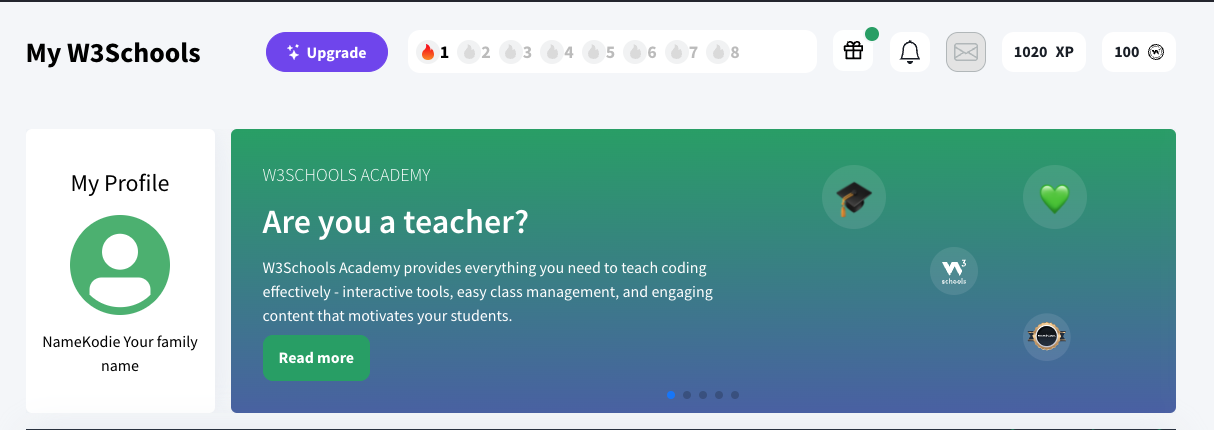 My W3Schools
Upgrade
1 2 3 4 5 6 7 8
1020 XP
100
My Profile
NameKodie Your family
name
W3SCHOOLS ACADEMY
Are you a teacher?
W3Schools Academy provides everything you need to teach coding
effectively - interactive tools, easy class management, and engaging
content that motivates your students.
Read more
W3
schools